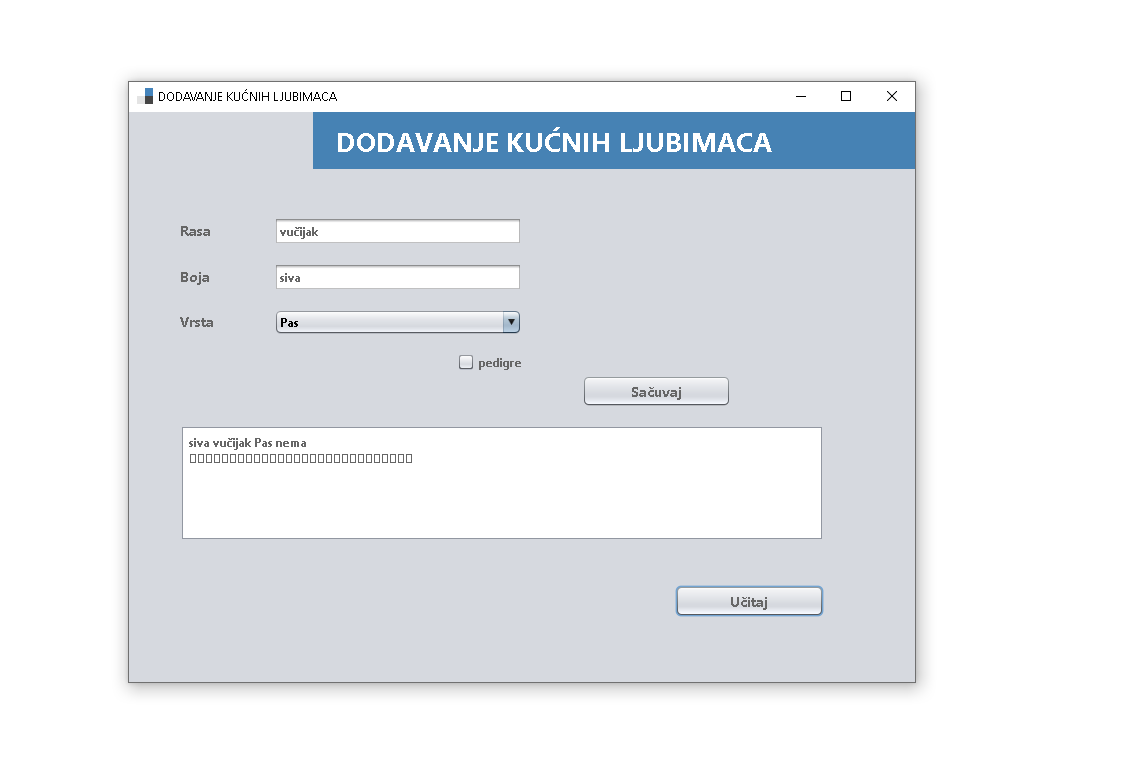 DODAVANJE KUĆNIH LJUBIMACA
DODAVANJE KUĆNIH LJUBIMACA
Rasa
vučijak
Boja
siva
Vrsta
Pas
pedigre
Sačuvaj
siva vučijak Pas nema
Učitaj